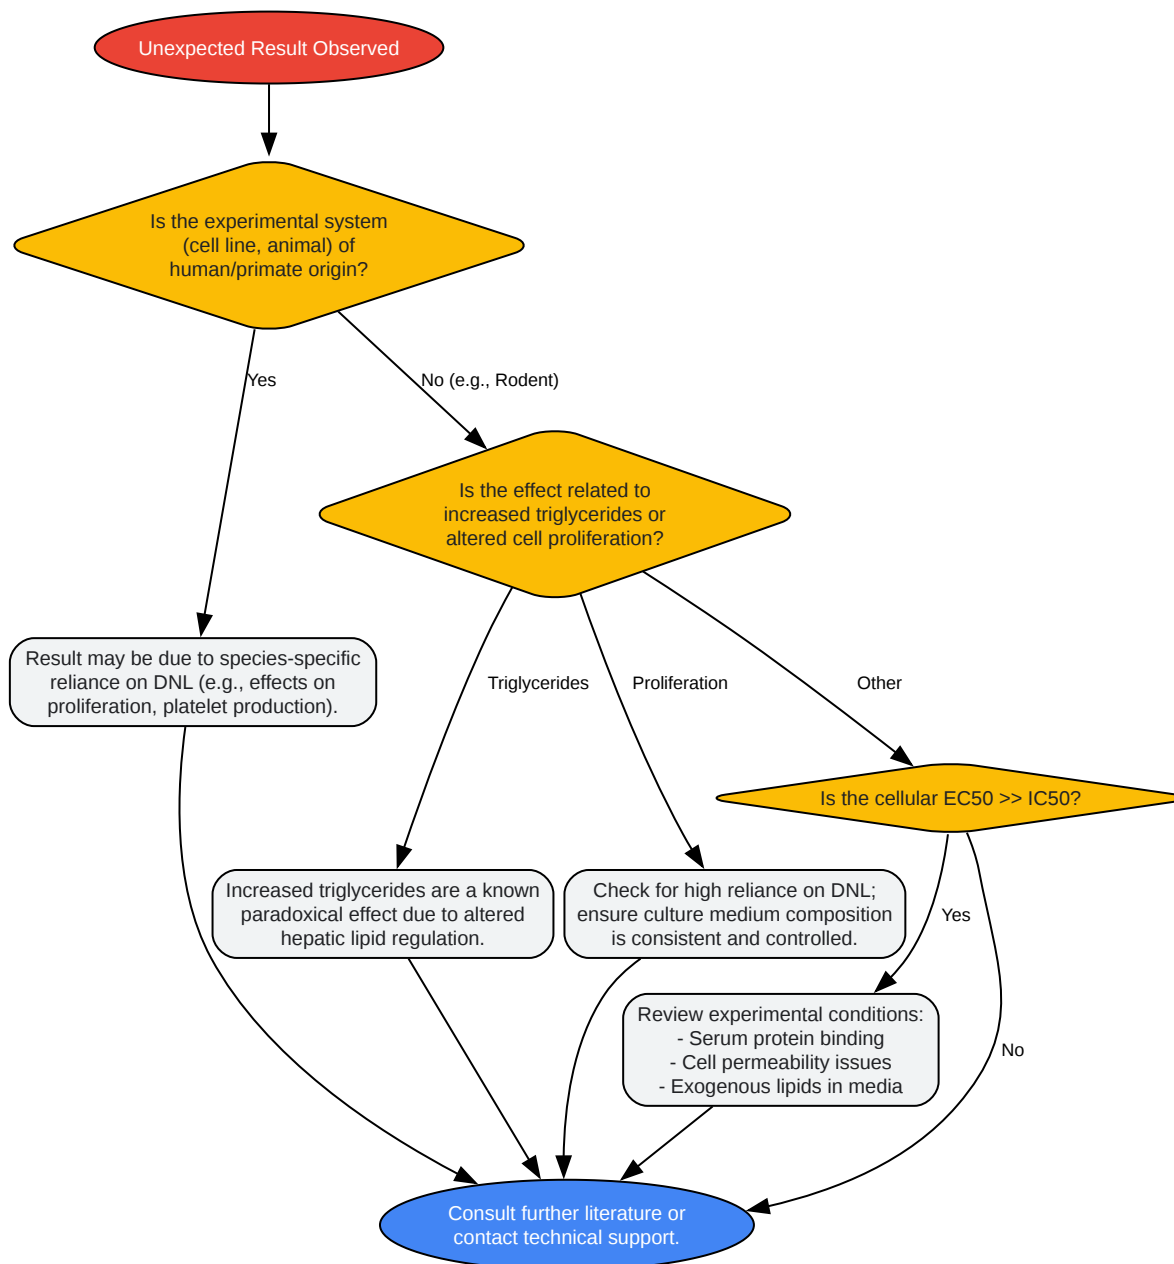 Unexpected Result Observed
Is the experimental system
(cell line, animal) of
human/primate origin?
Yes
No (e.g., Rodent)
Is the effect related to
increased triglycerides or
altered cell proliferation?
Result may be due to species-specific
reliance on DNL (e.g., effects on
proliferation, platelet production).
Triglycerides
Proliferation
Other
Is the cellular EC50 >> IC50?
Increased triglycerides are a known
paradoxical effect due to altered
hepatic lipid regulation.
Check for high reliance on DNL;
ensure culture medium composition
is consistent and controlled.
Yes
Review experimental conditions:
- Serum protein binding
- Cell permeability issues
- Exogenous lipids in media
No
Consult further literature or
contact technical support.